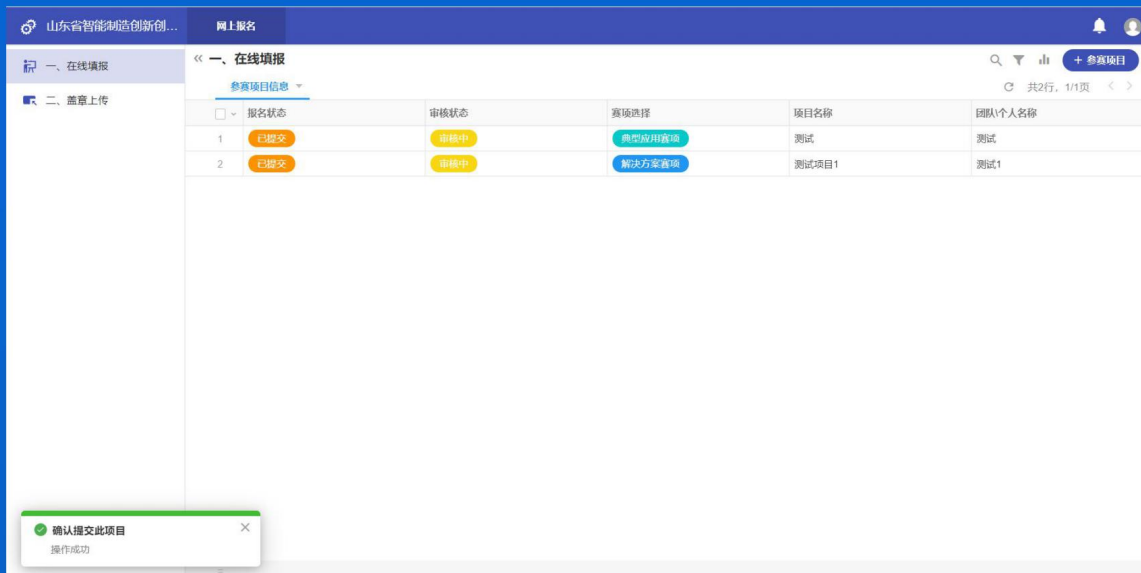 山东省智能制造创新创... 网上报名
一、在线填报
二、盖章上传
« 一、在线填报
+ 参赛项目
参赛项目信息
共2行, 1/1页 < >
报名状态 审核状态 赛项选择 项目名称 团队\个人名称
1 已提交 审核中 典型应用赛项 测试 测试
2 已提交 审核中 解决方案赛项 测试项目1 测试1
确认提交此项目
操作成功